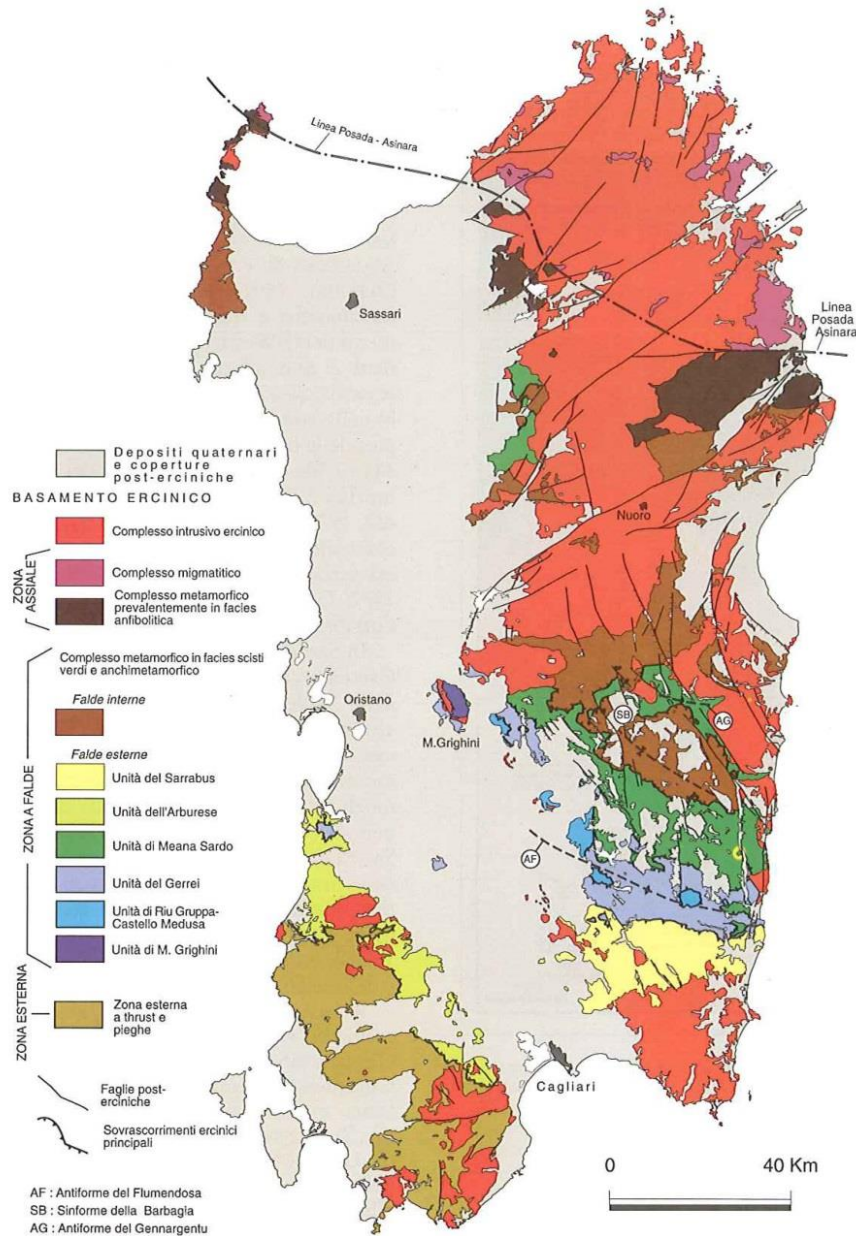 Linea Posada - Asinara
Sassari
Linea
Posada
Asinara
Nuoro
Oristano
M.Grighini
SB
AG
AF
Cagliari
Depositi quaternari
e coperture
post-erciniche
BASAMENTO ERCINICO
Complesso intrusivo ercinico
ZONA
ASSIALE
Complesso migmatitico
Complesso metamorfico
prevalentemente in facies
anfibolitica
ZONA A FALDE
Complesso metamorfico in facies scisti
verdi e anchimetamorfico
Falde interne
Falde esterne
Unità del Sarrabus
Unità dell'Arburese
Unità di Meana Sardo
Unità del Gerrei
Unità di Riu Gruppa-
Castello Medusa
Unità di M. Grighini
ZONA ESTERNA
Zona esterna
a thrust e
pieghe
Faglie post-
erciniche
Sovrascorrimenti ercinici
principali
AF : Antiforme del Flumendosa
SB : Sinforme della Barbagia
AG : Antiforme del Gennargentu
0 40 Km